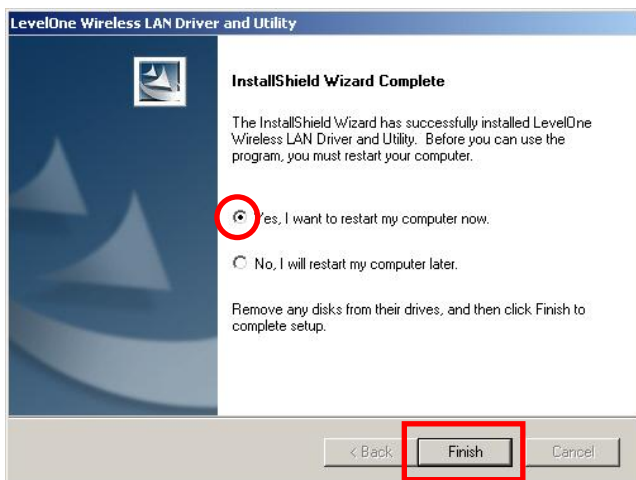 LevelOne Wireless LAN Driver and Utility
InstallShield Wizard Complete
The InstallShield Wizard has successfully installed LevelOne
Wireless LAN Driver and Utility. Before you can use the
program, you must restart your computer.
Yes, I want to restart my computer now.
No, I will restart my computer later.
Remove any disks from their drives, and then click Finish to
complete setup.
< Back Finish Cancel